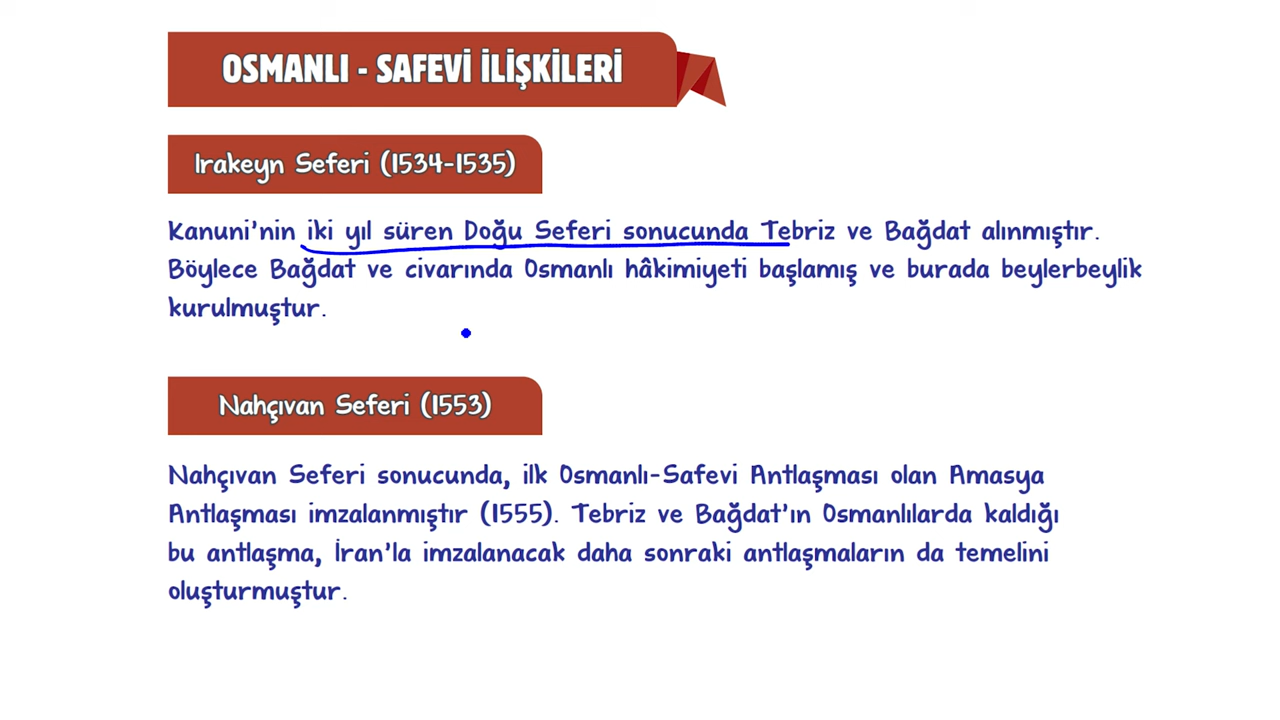 OSMANLI - SAFEVİ İLİŞKİLERİ
Irakeyn Seferi (1534-1535)
Kanuni'nin iki yıl süren Doğu Seferi sonucunda Tebriz ve Bağdat alınmıştır.
Böylece Bağdat ve civarında Osmanlı hâkimiyeti başlamış ve burada beylerbeylik
kurulmuştur.
Nahçıvan Seferi (1553)
Nahçıvan Seferi sonucunda, ilk Osmanlı-Safevi Antlaşması olan Amasya
Antlaşması imzalanmıştır (1555). Tebriz ve Bağdat'ın Osmanlılarda kaldığı
bu antlaşma, İran'la imzalanacak daha sonraki antlaşmaların da temelini
oluşturmuştur.